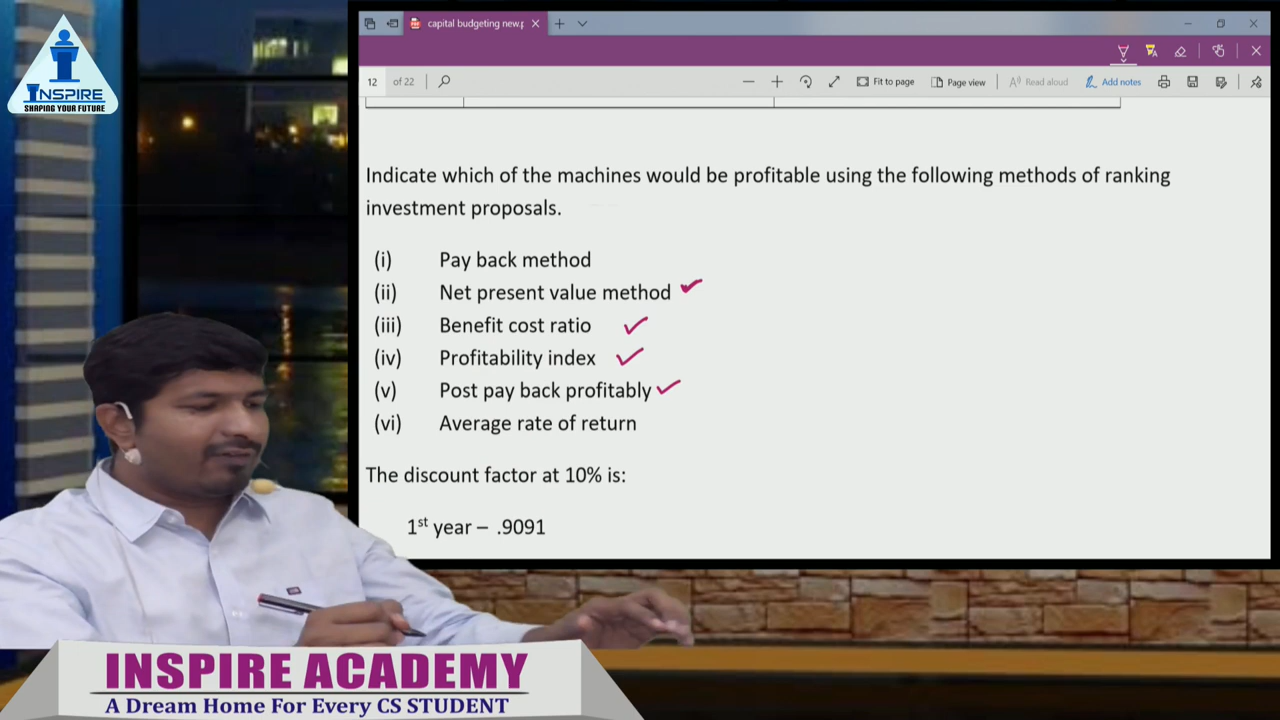 INSPIRE
SHAPING YOUR FUTURE
capital budgeting new.p
12 of 22
Fit to page
Page view
Read aloud
Add notes
Indicate which of the machines would be profitable using the following methods of ranking
investment proposals.
(i) Pay back method
(ii) Net present value method
(iii) Benefit cost ratio
(iv) Profitability index
(v) Post pay back profitably
(vi) Average rate of return
The discount factor at 10% is:
1st year – .9091
INSPIRE ACADEMY
A Dream Home For Every CS STUDENT